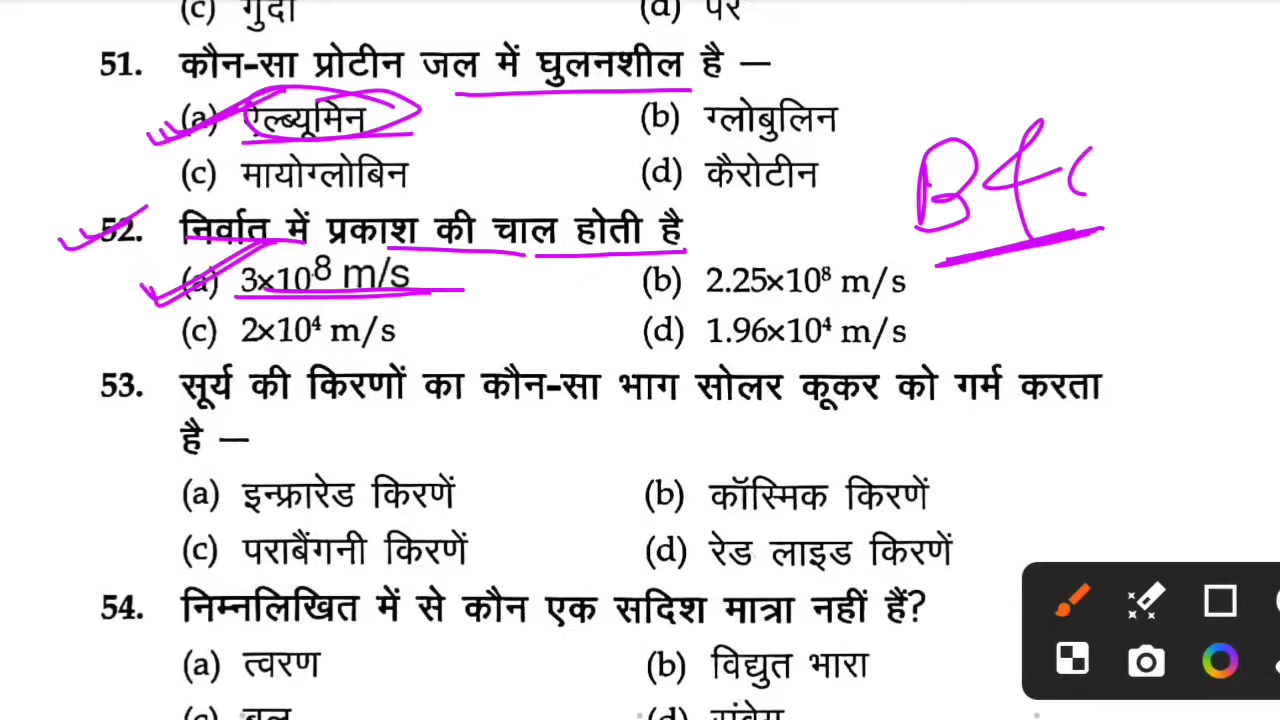 (c) गुर्दा (d) पैर
51. कौन-सा प्रोटीन जल में घुलनशील है —
(a) ऐल्ब्यूमिन (b) ग्लोबुलिन
(c) मायोग्लोबिन (d) कैरोटीन
52. निर्वात में प्रकाश की चाल होती है
(a) 3×10⁸ m/s (b) 2.25×10⁸ m/s
(c) 2×10⁴ m/s (d) 1.96×10⁴ m/s
53. सूर्य की किरणों का कौन-सा भाग सोलर कूकर को गर्म करता
है —
(a) इन्फ्रारेड किरणें (b) कॉस्मिक किरणें
(c) पराबैंगनी किरणें (d) रेड लाइड किरणें
54. निम्नलिखित में से कौन एक सदिश मात्रा नहीं हैं?
(a) त्वरण (b) विद्युत भारा
(c) बल (d) संवेग